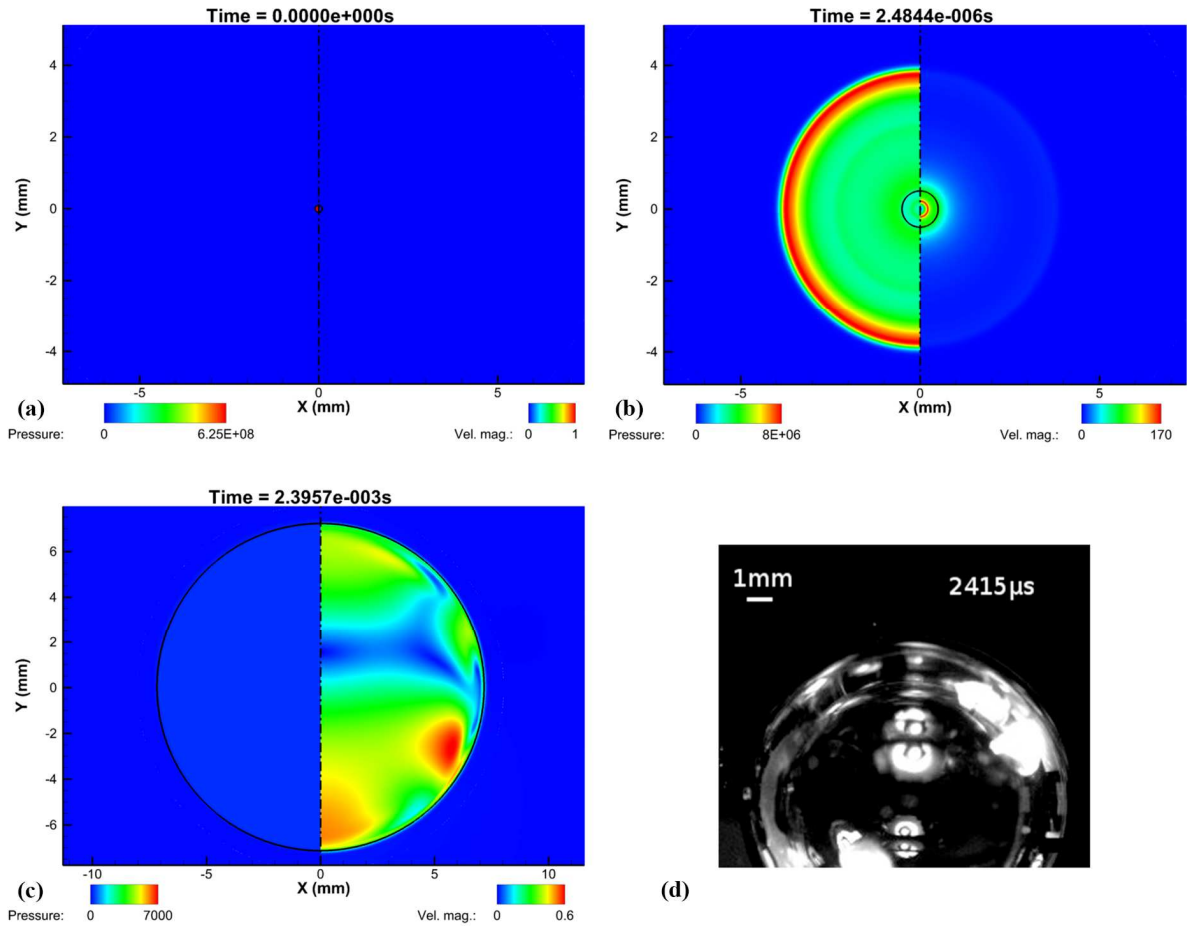 Time = 0.0000e+000s
4
2
0
-2
-4
Y (mm)
-5 0 5
X (mm)
(a)
Pressure: 0 6.25E+08 Vel. mag.: 0 1
Time = 2.4844e-006s
4
2
0
-2
-4
Y (mm)
-5 0 5
X (mm)
(b)
Pressure: 0 8E+06 Vel. mag.: 0 170
Time = 2.3957e-003s
6
4
2
0
-2
-4
-6
Y (mm)
-10 -5 0 5 10
X (mm)
(c)
Pressure: 0 7000 Vel. mag.: 0 0.6
1mm
2415μs
(d)